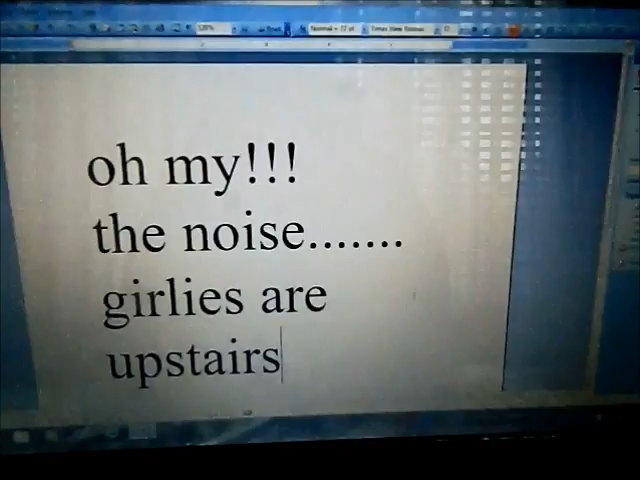 oh my!!!
the noise.......
girlies are
upstairs